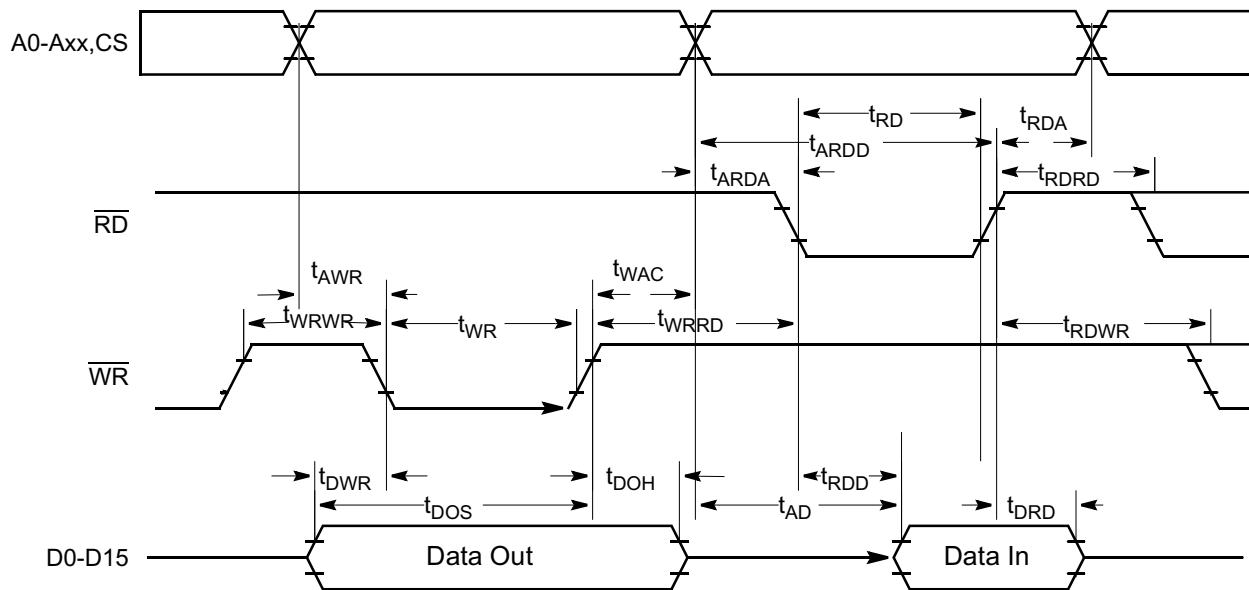 A0-Axx,CS
tRD
tRDA
tARDD
tARDA
tRDRD
RD
tAWR
tWAC
tWRWR
tWR
tWRRD
tRDWR
WR
tDWR
tDOH
tRDD
tDOS
tAD
tDRD
D0-D15
Data Out
Data In